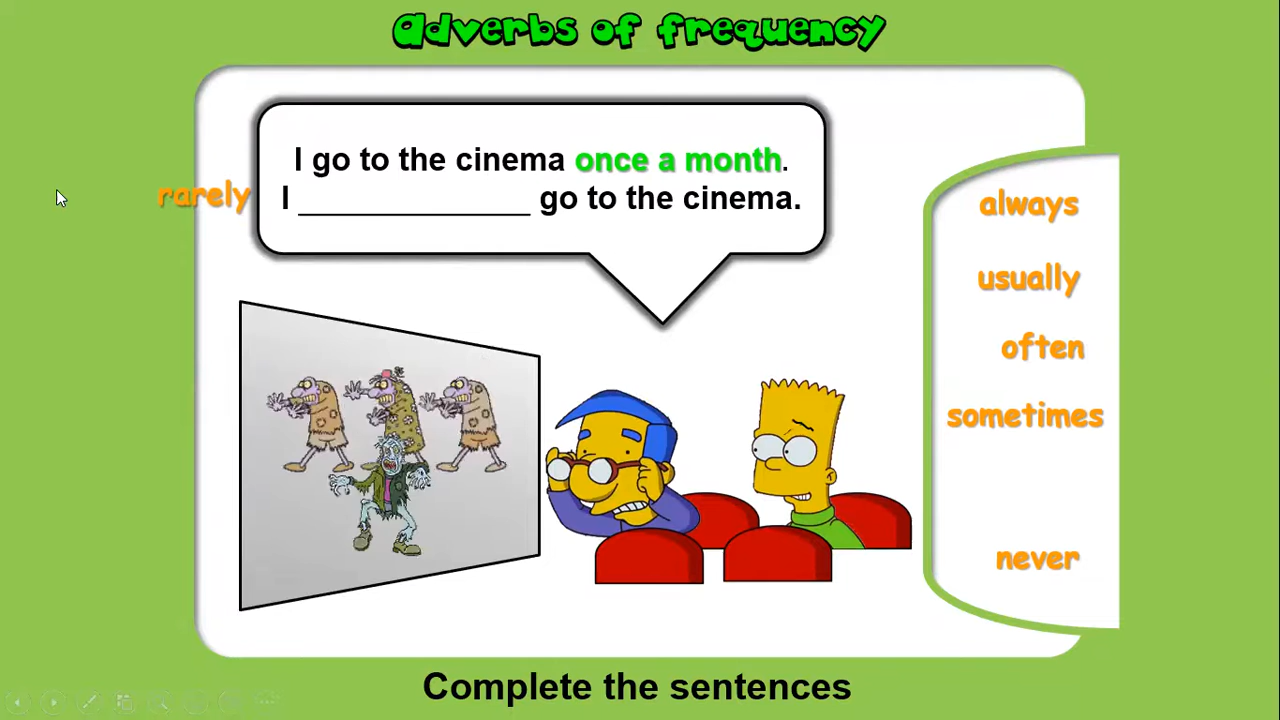 adverbs of frequency
I go to the cinema once a month.
rarely
I _____________ go to the cinema.
always
usually
often
sometimes
never
Complete the sentences